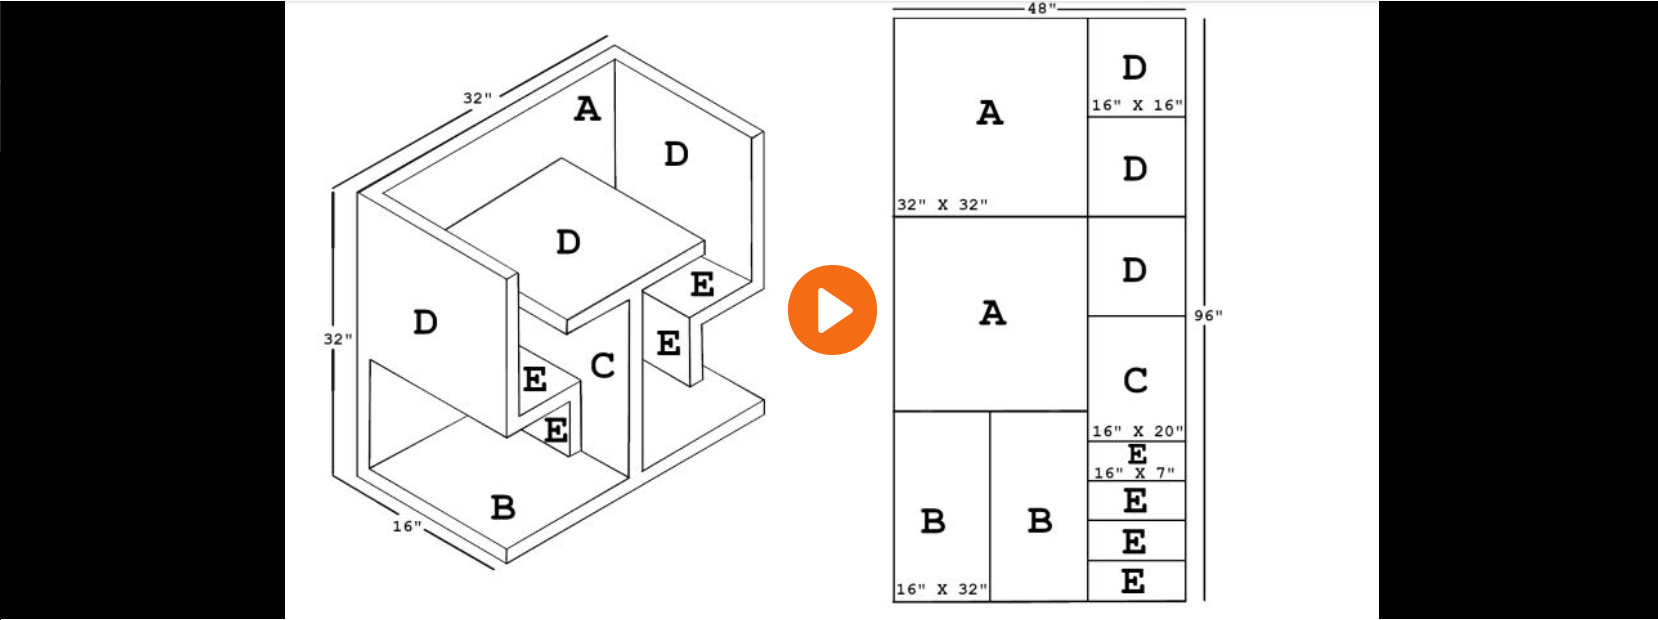 32"
A
D
D
E
E
D
32"
C
E
E
B
16"
48"
A
D
16" X 16"
D
32" X 32"
D
A
96"
C
16" X 20"
E
16" X 7"
E
B
B
E
E
16" X 32"